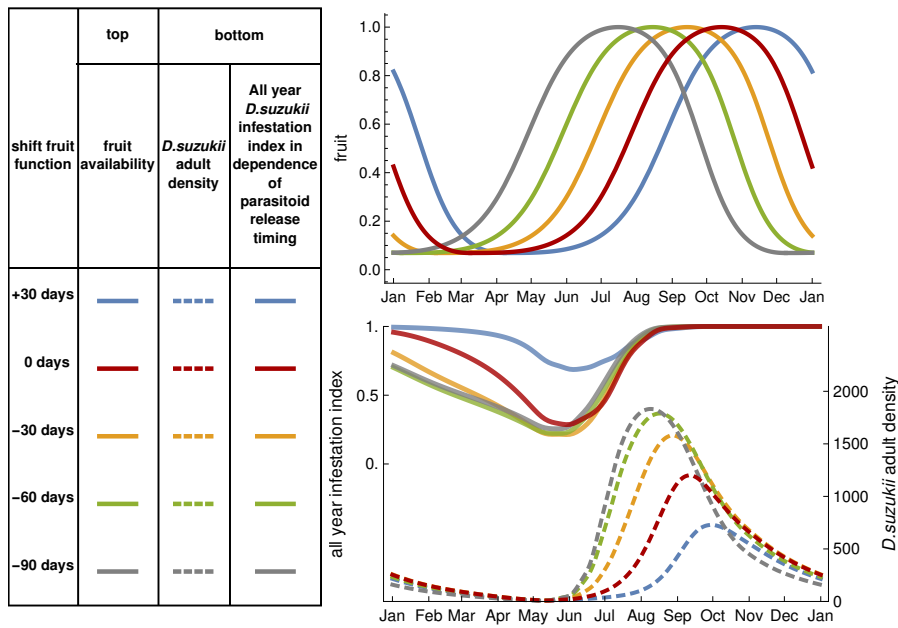 top
bottom
shift fruit
function
fruit
availability
D.suzukii
adult
density
All year
D.suzukii
infestation
index in
dependence
of
parasitoid
release
timing
+30 days
0 days
−30 days
−60 days
−90 days
fruit
1.0
0.8
0.6
0.4
0.2
0.0
Jan Feb Mar Apr May Jun Jul Aug Sep Oct Nov Dec Jan
all year infestation index
1.
0.5
0.
2000
1500
1000
500
0
D.suzukii adult density
Jan Feb Mar Apr May Jun Jul Aug Sep Oct Nov Dec Jan